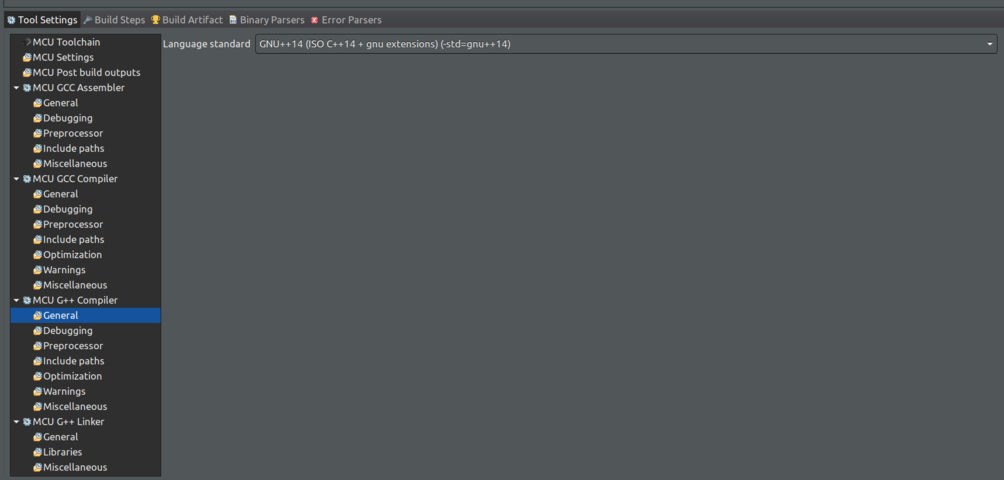 Tool Settings Build Steps Build Artifact Binary Parsers Error Parsers
MCU Toolchain
MCU Settings
MCU Post build outputs
MCU GCC Assembler
General
Debugging
Preprocessor
Include paths
Miscellaneous
MCU GCC Compiler
General
Debugging
Preprocessor
Include paths
Optimization
Warnings
Miscellaneous
MCU G++ Compiler
General
Debugging
Preprocessor
Include paths
Optimization
Warnings
Miscellaneous
MCU G++ Linker
General
Libraries
Miscellaneous
Language standard GNU++14 (ISO C++14 + gnu extensions) (-std=gnu++14)